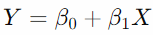 Y = β₀ + β₁X